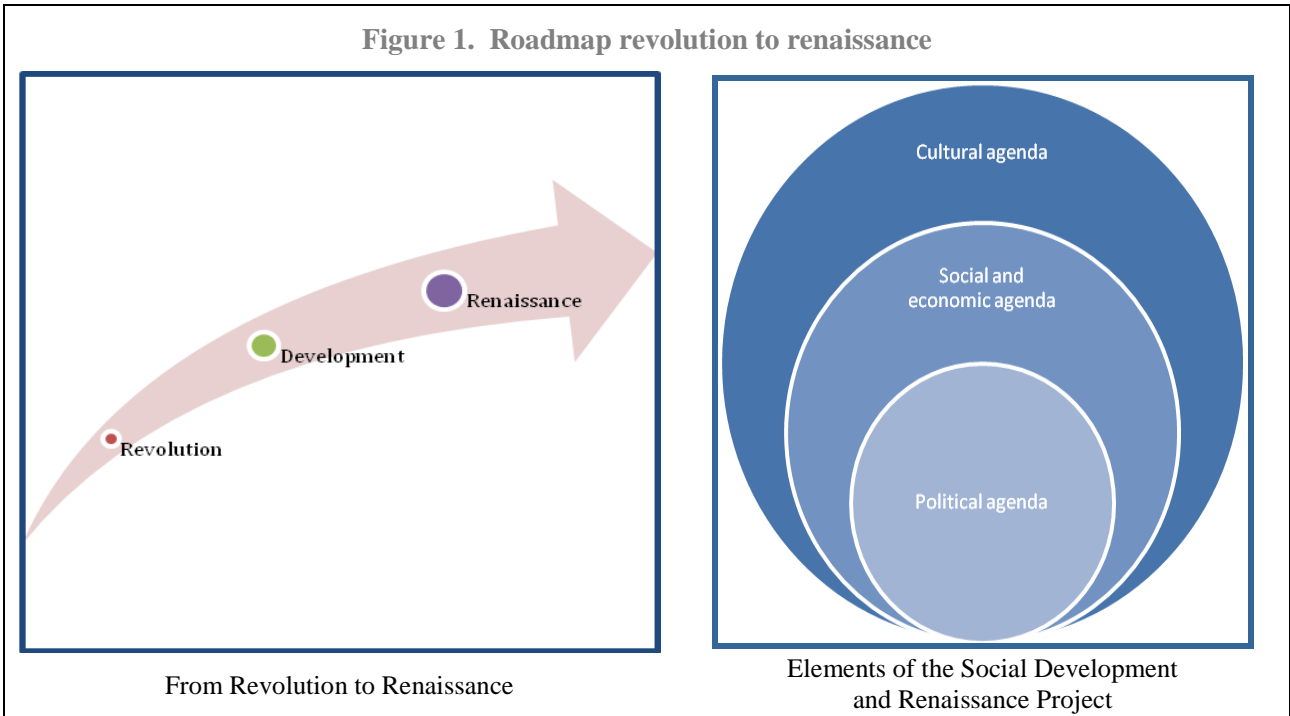 Figure 1. Roadmap revolution to renaissance
Renaissance
Development
Revolution
From Revolution to Renaissance
Cultural agenda
Social and
economic agenda
Political agenda
Elements of the Social Development
and Renaissance Project